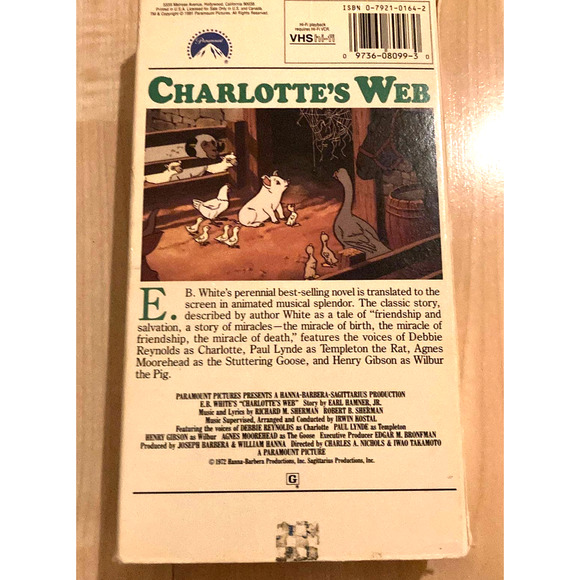 5555 Melrose Avenue, Hollywood, California 90038
Printed in U.S.A. Licensed for Sale Only in U.S. and Canada.
TM & Copyright © 1991 Paramount Pictures. All Rights Reserved.
Paramount
Hi-Fi playback
requires Hi-Fi VCR
VHS hi-fi
ISBN 0-7921-0164-2
0 9736-08099-3 0
CHARLOTTE'S WEB
E. B. White's perennial best-selling novel is translated to the
screen in animated musical splendor. The classic story,
described by author White as a tale of “friendship and
salvation, a story of miracles—the miracle of birth, the miracle of
friendship, the miracle of death,” features the voices of Debbie
Reynolds as Charlotte, Paul Lynde as Templeton the Rat, Agnes
Moorehead as the Stuttering Goose, and Henry Gibson as Wilbur
the Pig.
PARAMOUNT PICTURES PRESENTS A HANNA-BARBERA-SAGITTARIUS PRODUCTION
E.B. WHITE'S "CHARLOTTE'S WEB" Story by EARL HAMNER, JR.
Music and Lyrics by RICHARD M. SHERMAN ROBERT B. SHERMAN
Music Supervised, Arranged and Conducted by IRWIN KOSTAL
Featuring the voices of DEBBIE REYNOLDS as Charlotte PAUL LYNDE as Templeton
HENRY GIBSON as Wilbur AGNES MOOREHEAD as The Goose Executive Producer EDGAR M. BRONFMAN
Produced by JOSEPH BARBERA & WILLIAM HANNA Directed by CHARLES A. NICHOLS & IWAO TAKAMOTO
A PARAMOUNT PICTURE
© 1972 Hanna-Barbera Productions, Inc. Sagittarius Productions, Inc.
G